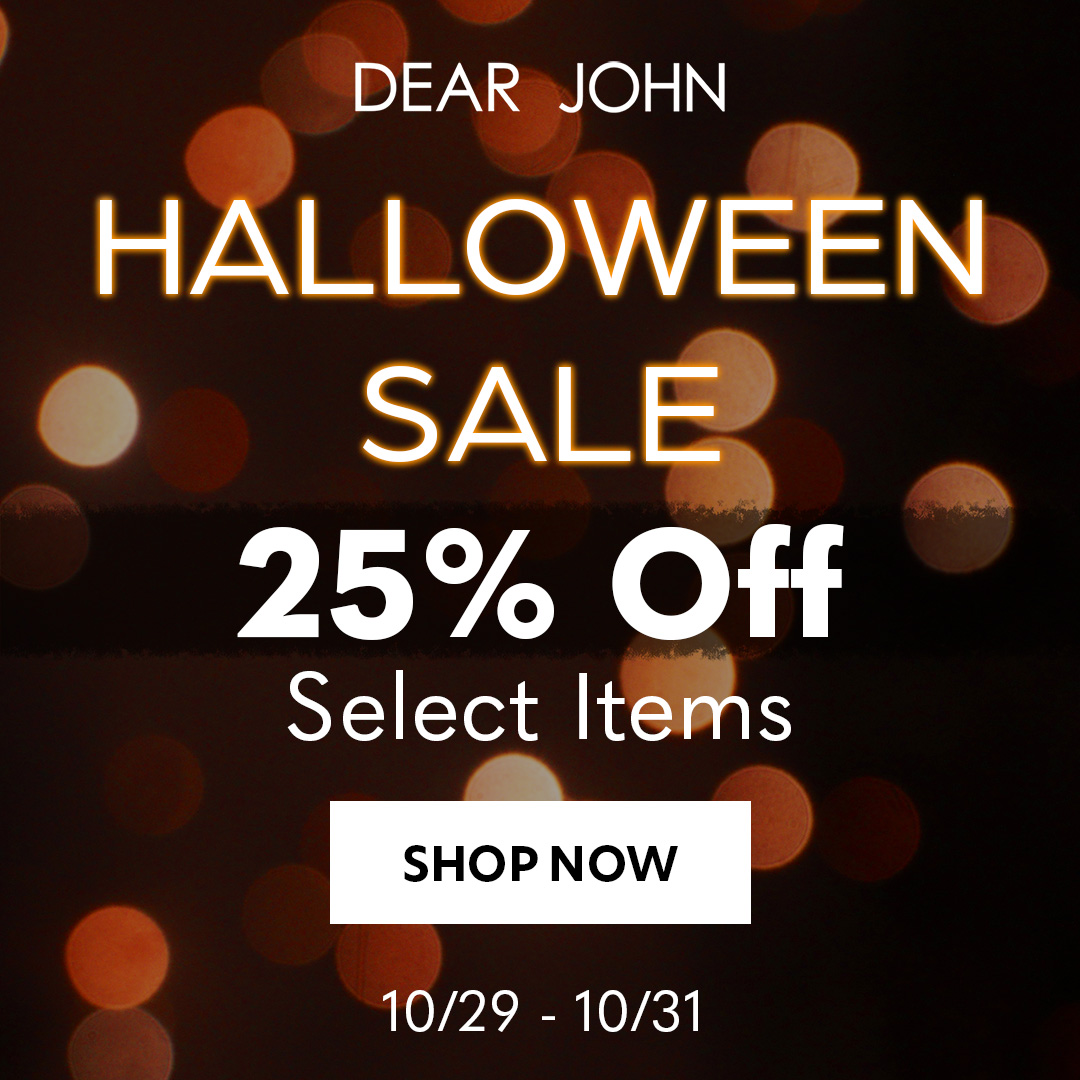 DEAR JOHN
HALLOWEEN
SALE
25% Off
Select Items
SHOP NOW
10/29 - 10/31